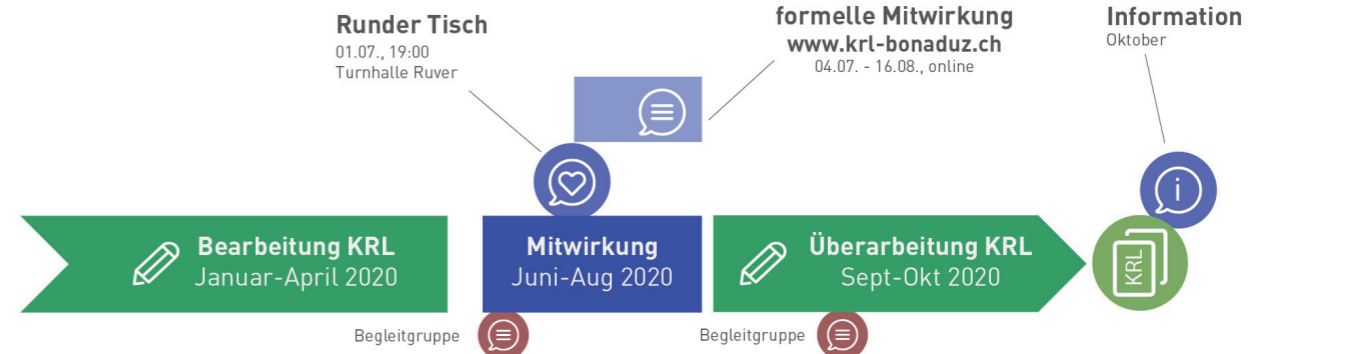 Runder Tisch
01.07., 19:00
Turnhalle Ruver
formelle Mitwirkung
www.krl-bonaduz.ch
04.07. - 16.08., online
Information
Oktober
i
Bearbeitung KRL
Januar-April 2020
Mitwirkung
Juni-Aug 2020
Überarbeitung KRL
Sept-Okt 2020
KRL
Begleitgruppe
Begleitgruppe